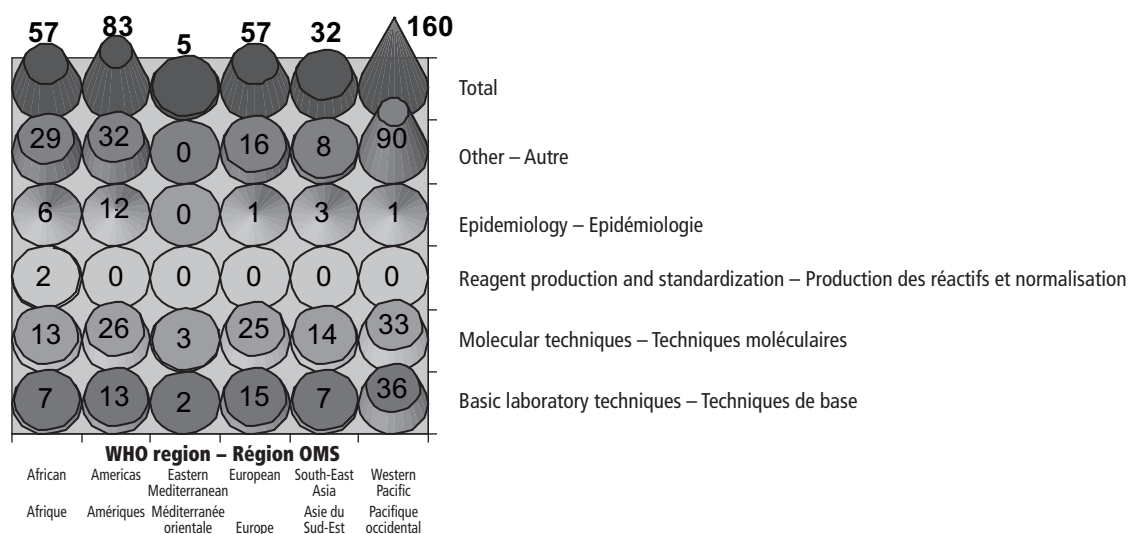 57 83 5 57 32 160
Total
29 32 0 16 8 90
Other – Autre
6 12 0 1 3 1
Epidemiology – Epidémiologie
2 0 0 0 0 0
Reagent production and standardization – Production des réactifs et normalisation
13 26 3 25 14 33
Molecular techniques – Techniques moléculaires
7 13 2 15 7 36
Basic laboratory techniques – Techniques de base
WHO region – Région OMS
African Americas Eastern European South-East Western
Mediterranean Asia Pacific
Afrique Amériques Méditerranée Asie du Pacifique
orientale Europe Sud-Est occidental